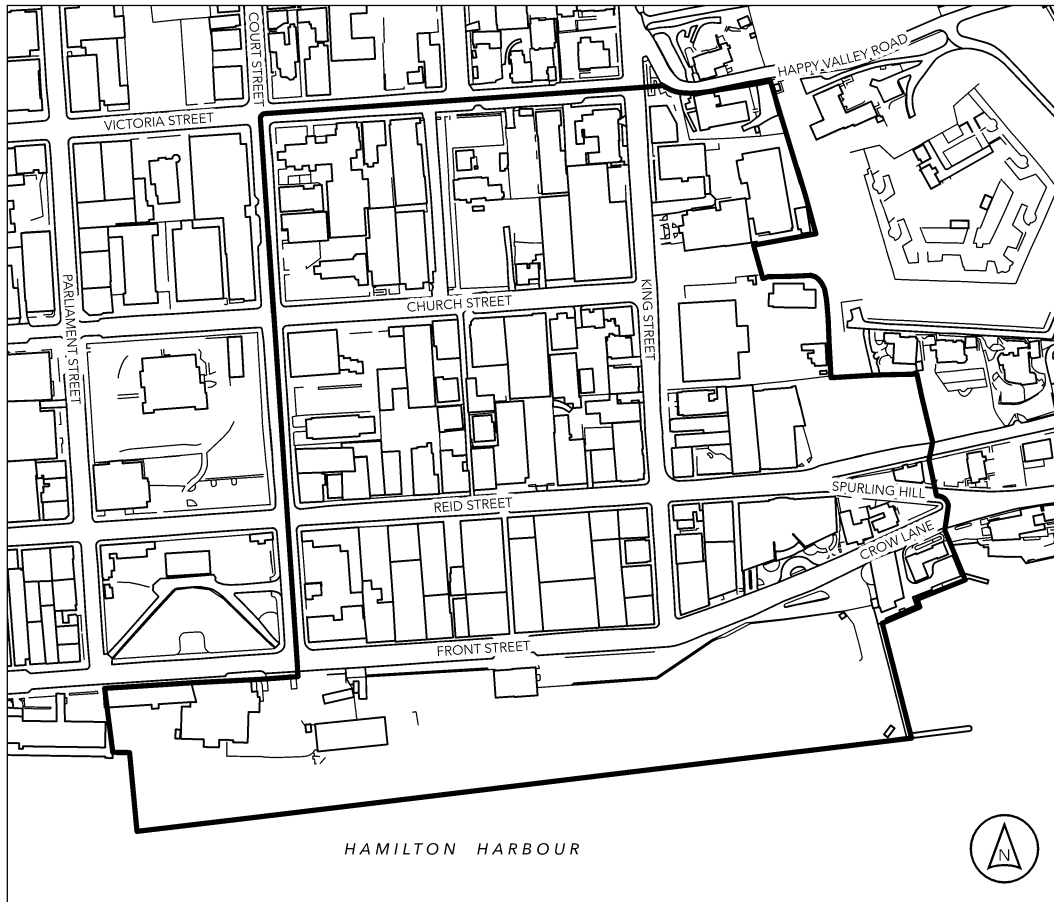 COURT STREET
HAPPY VALLEY ROAD
VICTORIA STREET
PARLIAMENT STREET
CHURCH STREET
KING STREET
REID STREET
SPURLING HILL
CROW LANE
FRONT STREET
HAMILTON HARBOUR
N